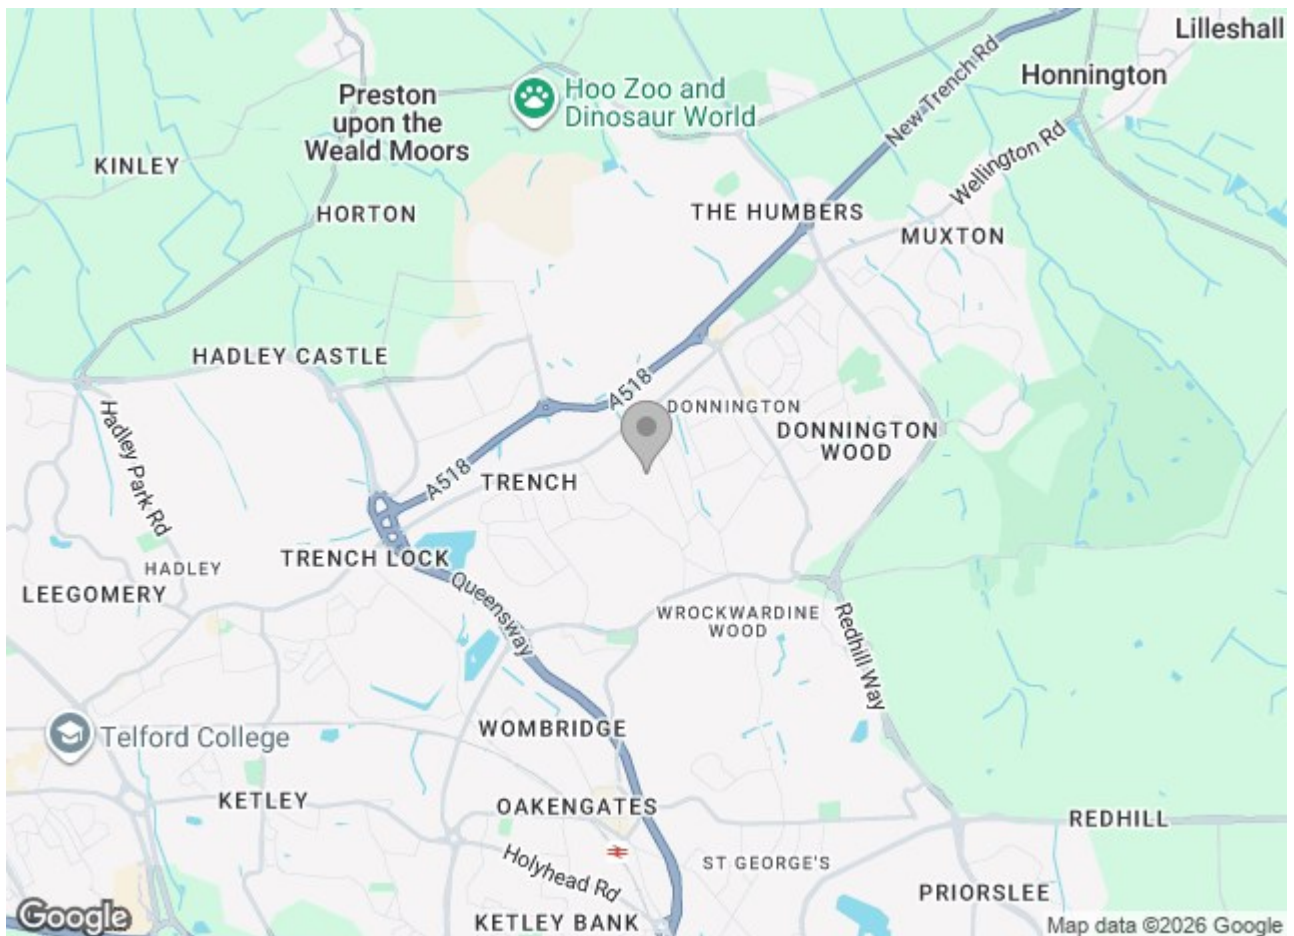 Lilleshall
Honnington
New Trench Rd
Hoo Zoo and
Dinosaur World
Preston
upon the
Weald Moors
KINLEY
Wellington Rd
HORTON
THE HUMBERS
MUXTON
HADLEY CASTLE
A518
DONNINGTON
DONNINGTON
WOOD
Hadley Park Rd
A518
TRENCH
TRENCH LOCK
HADLEY
LEEGOMERY
Queensway
WROCKWARDINE
WOOD
Redhill Way
Telford College
WOMBRIDGE
KETLEY
OAKENGATES
REDHILL
Holyhead Rd
ST GEORGE'S
PRIORSLEE
KETLEY BANK
Google
Map data ©2026 Google